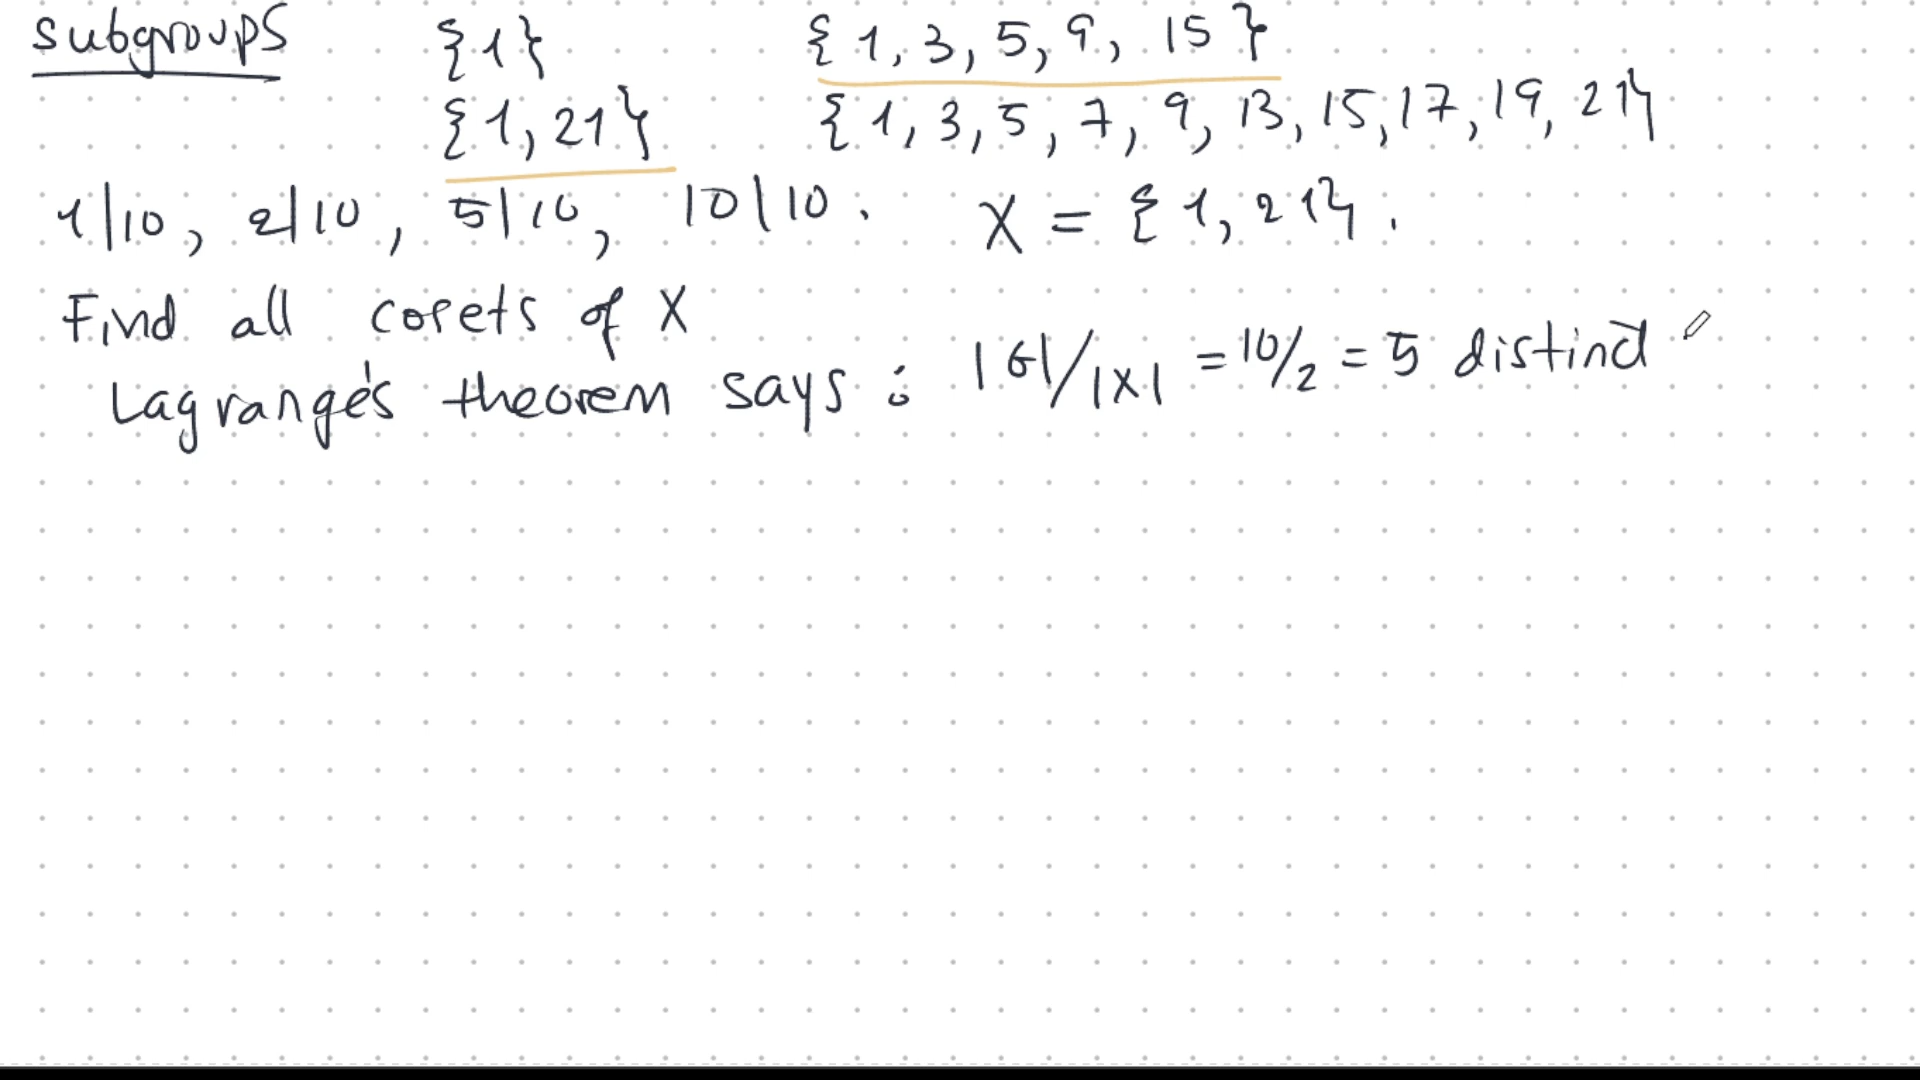 subgroups {1} {1, 3, 5, 9, 15}
{1, 21} {1, 3, 5, 7, 9, 13, 15, 17, 19, 21}
1|10, 2|10, 5|10, 10|10. X = {1, 21}.
Find all cosets of X
Lagrange's theorem says : |G|/|X| = 10/2 = 5 distinct